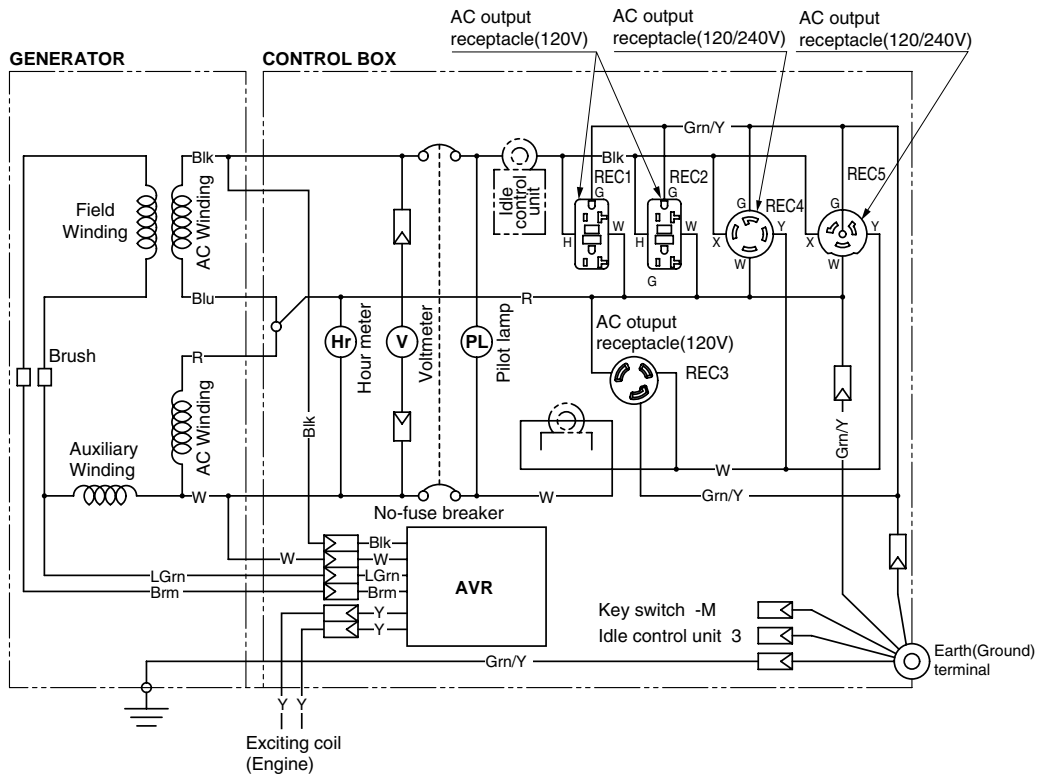 AC output
receptacle(120V)
AC output
receptacle(120/240V)
AC output
receptacle(120/240V)
GENERATOR
CONTROL BOX
Grn/Y
Blk
Blk
REC1
REC2
REC5
G
G
G
G
REC4
Idle
control
unit
Field
Winding
AC Winding
H
W
H
W
X
Y
X
Y
W
W
G
Blu
R
Hr
Hour meter
V
Voltmeter
PL
Pilot lamp
AC otuput
receptacle(120V)
REC3
R
Brush
AC Winding
Blk
Grn/Y
Auxiliary
Winding
W
W
W
Grn/Y
No-fuse breaker
Blk
W
W
LGrn
LGrn
Brm
Brm
AVR
Y
Y
Key switch -M
Idle control unit 3
Grn/Y
Earth(Ground)
terminal
Y Y
Exciting coil
(Engine)